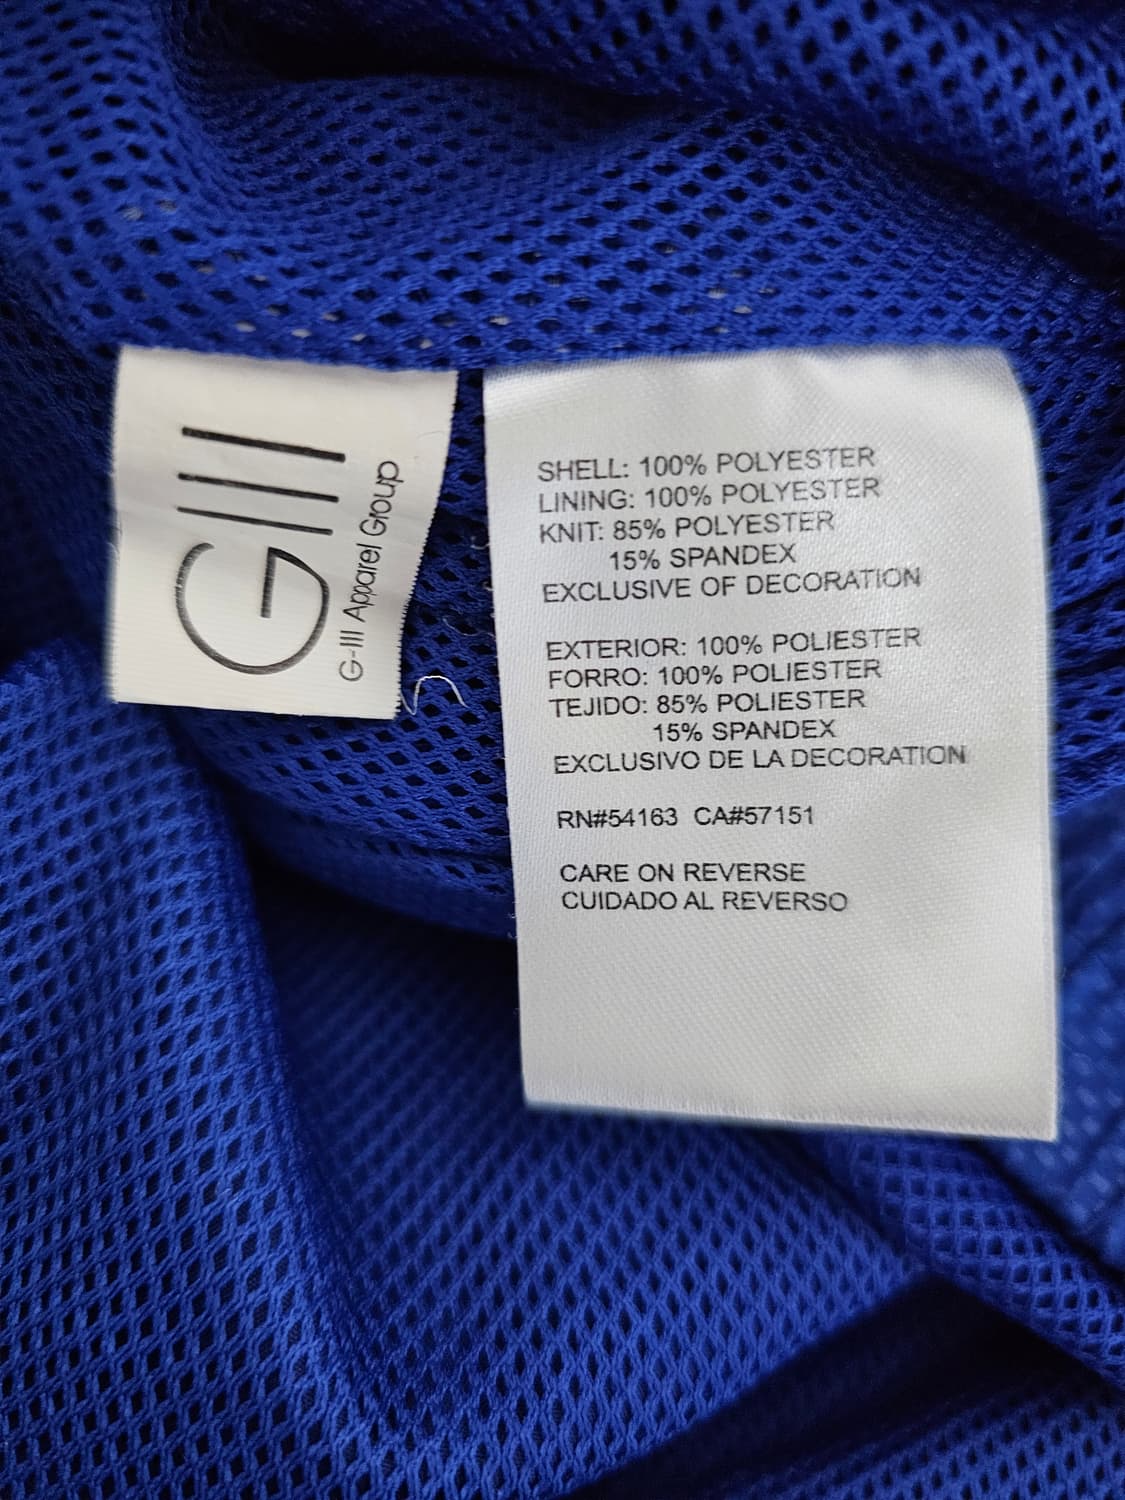 GIII
G-III Apparel Group
SHELL: 100% POLYESTER
LINING: 100% POLYESTER
KNIT: 85% POLYESTER
15% SPANDEX
EXCLUSIVE OF DECORATION
EXTERIOR: 100% POLIESTER
FORRO: 100% POLIESTER
TEJIDO: 85% POLIESTER
15% SPANDEX
EXCLUSIVO DE LA DECORATION
RN#54163 CA#57151
CARE ON REVERSE
CUIDADO AL REVERSO